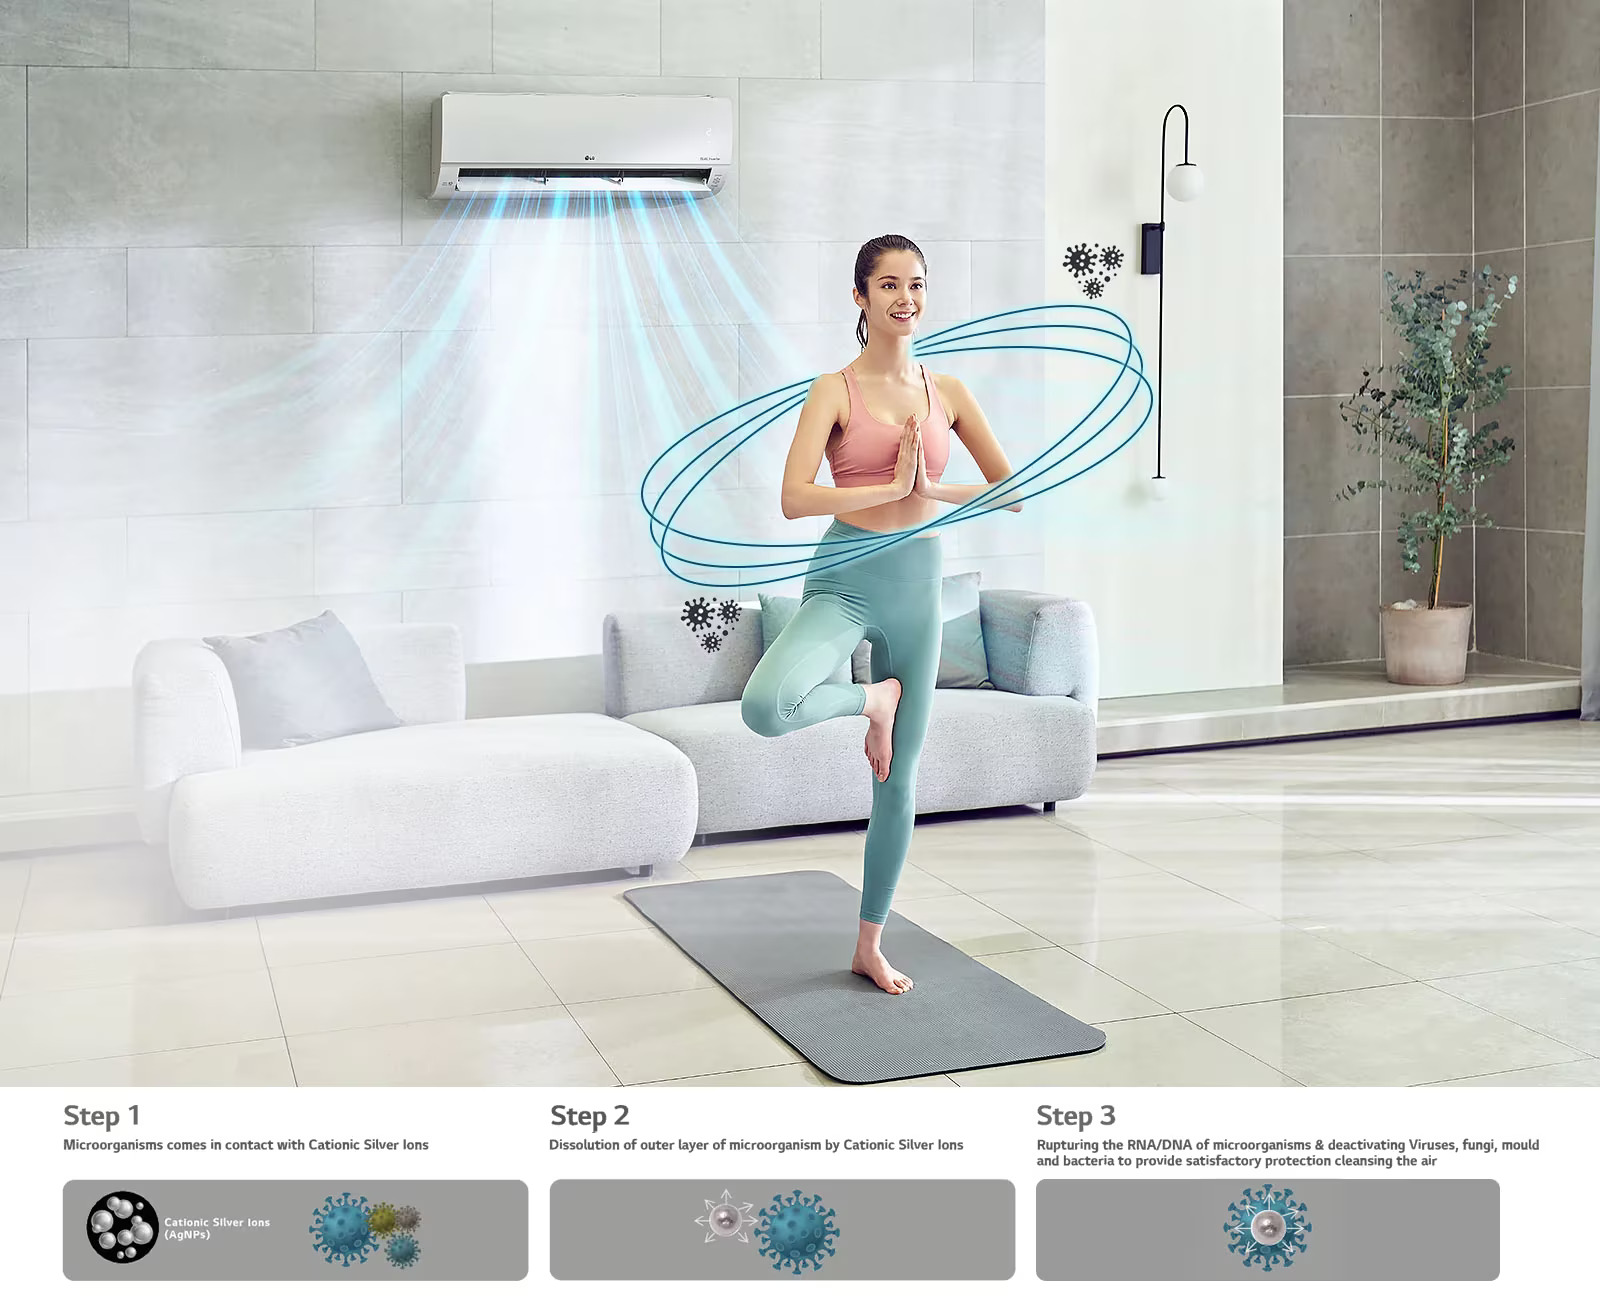 LG
DUAL Inverter
Step 1
Microorganisms comes in contact with Cationic Silver Ions
Cationic Silver Ions
(AgNPs)
Step 2
Dissolution of outer layer of microorganism by Cationic Silver Ions
Step 3
Rupturing the RNA/DNA of microorganisms & deactivating Viruses, fungi, mould
and bacteria to provide satisfactory protection cleansing the air